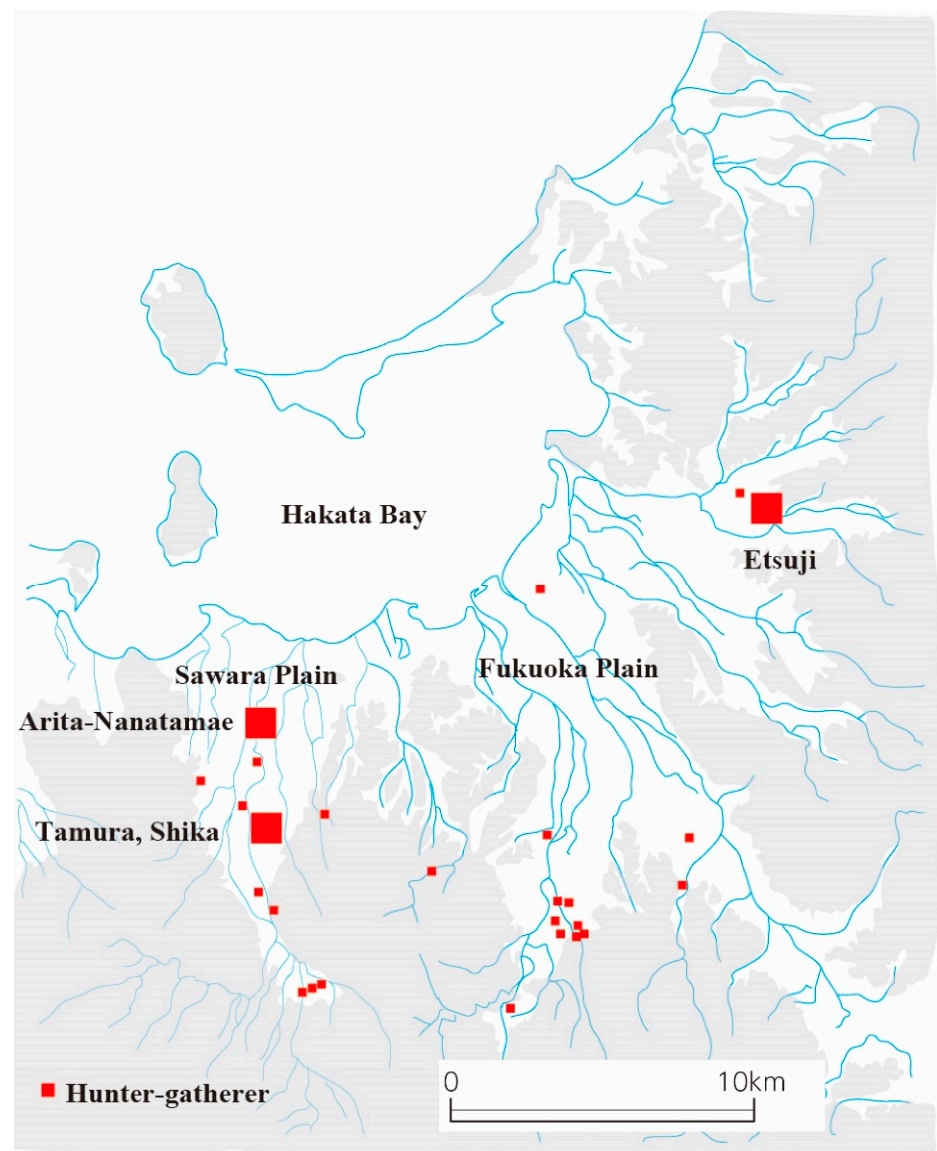 Hakata Bay
Etsuji
Sawara Plain
Fukuoka Plain
Arita-Nanatamae
Tamura, Shika
Hunter-gatherer
0 10km